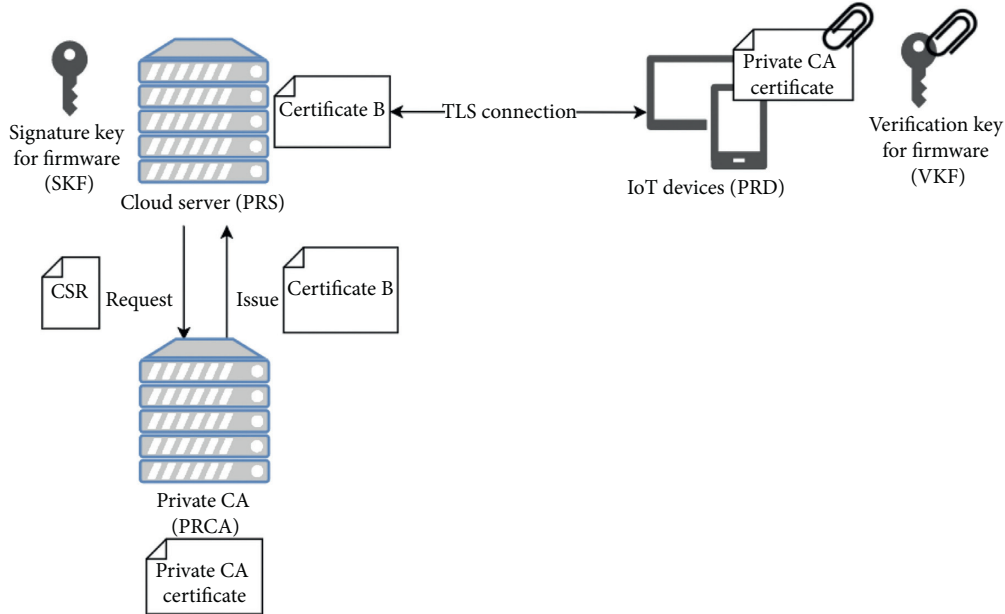 Signature key
for firmware
(SKF)
Certificate B
Cloud server (PRS)
TLS connection
Private CA
certificate
IoT devices (PRD)
Verification key
for firmware
(VKF)
CSR
Request
Issue
Certificate B
Private CA
(PRCA)
Private CA
certificate